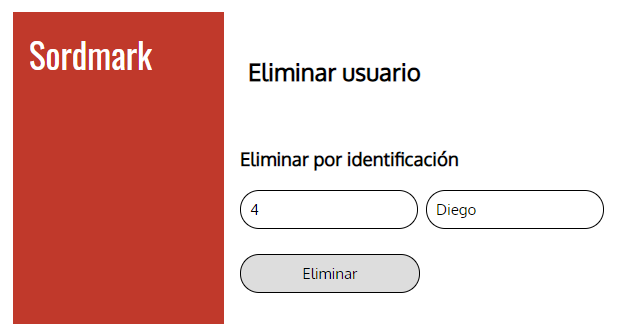 Sordmark
Eliminar usuario
Eliminar por identificación
4 Diego
Eliminar